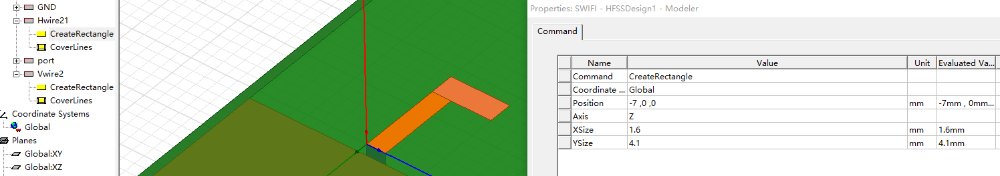 GND
Hwire21
CreateRectangle
CoverLines
port
Vwire2
CreateRectangle
CoverLines
Coordinate Systems
Global
Planes
Global:XY
Global:XZ
Properties: SWIFI - HFSSDesign1 - Modeler
Command
Name Value Unit Evaluated Va...
Command CreateRectangle
Coordinate ... Global
Position -7 ,0 ,0 mm -7mm , 0mm...
Axis Z
XSize 1.6 mm 1.6mm
YSize 4.1 mm 4.1mm